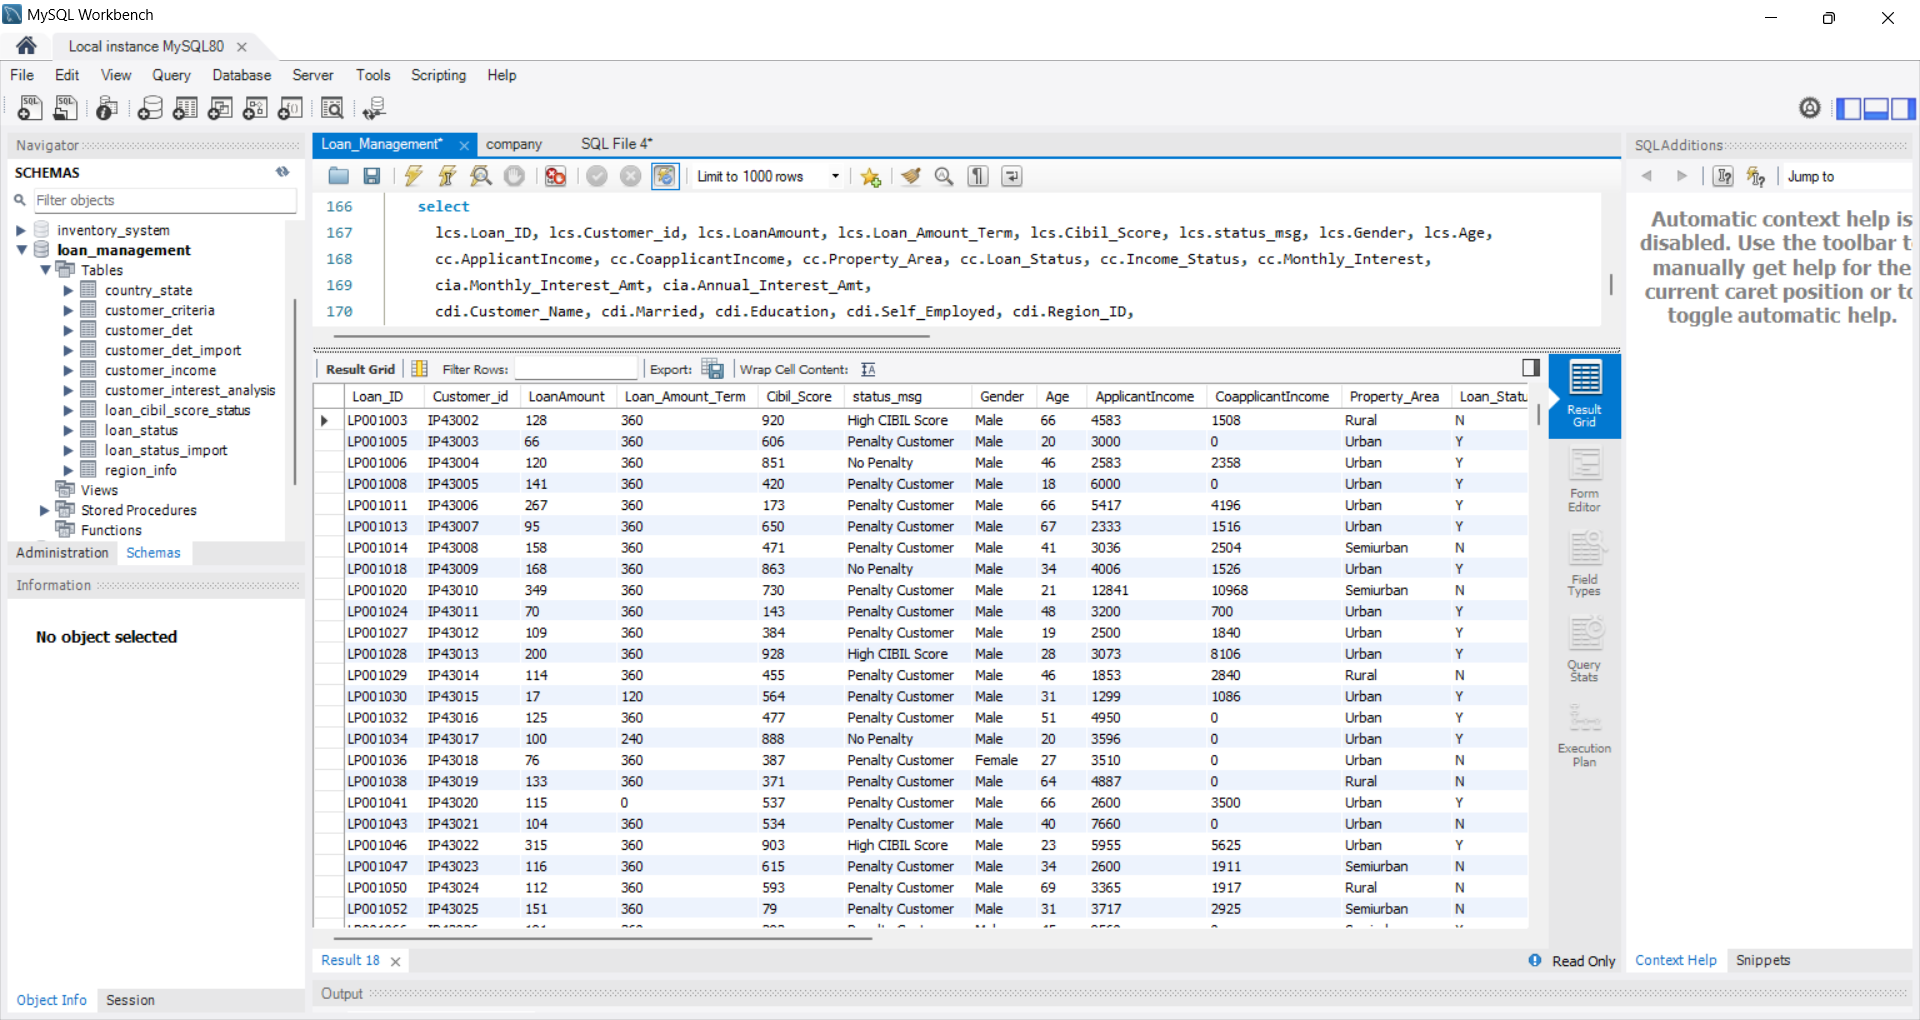 MySQL Workbench
Local instance MySQL80
File Edit View Query Database Server Tools Scripting Help
Navigator
SCHEMAS
Filter objects
inventory_system
loan_management
Tables
country_state
customer_criteria
customer_det
customer_det_import
customer_income
customer_interest_analysis
loan_cibil_score_status
loan_status
loan_status_import
region_info
Views
Stored Procedures
Functions
Administration Schemas
Information
No object selected
Object Info Session
Loan_Management* company SQL File 4*
Limit to 1000 rows
166 select
167 lcs.Loan_ID, lcs.Customer_id, lcs.LoanAmount, lcs.Loan_Amount_Term, lcs.Cibil_Score, lcs.status_msg, lcs.Gender, lcs.Age,
168 cc.ApplicantIncome, cc.CoapplicantIncome, cc.Property_Area, cc.Loan_Status, cc.Income_Status, cc.Monthly_Interest,
169 cia.Monthly_Interest_Amt, cia.Annual_Interest_Amt,
170 cdi.Customer_Name, cdi.Married, cdi.Education, cdi.Self_Employed, cdi.Region_ID,
Result Grid Filter Rows: Export: Wrap Cell Content:
Loan_ID Customer_id LoanAmount Loan_Amount_Term Cibil_Score status_msg Gender Age ApplicantIncome CoapplicantIncome Property_Area Loan_Statu
LP001003 IP43002 128 360 920 High CIBIL Score Male 66 4583 1508 Rural N
LP001005 IP43003 66 360 606 Penalty Customer Male 20 3000 0 Urban Y
LP001006 IP43004 120 360 851 No Penalty Male 46 2583 2358 Urban Y
LP001008 IP43005 141 360 420 Penalty Customer Male 18 6000 0 Urban Y
LP001011 IP43006 267 360 173 Penalty Customer Male 66 5417 4196 Urban Y
LP001013 IP43007 95 360 650 Penalty Customer Male 67 2333 1516 Urban Y
LP001014 IP43008 158 360 471 Penalty Customer Male 41 3036 2504 Semiurban N
LP001018 IP43009 168 360 863 No Penalty Male 34 4006 1526 Urban Y
LP001020 IP43010 349 360 730 Penalty Customer Male 21 12841 10968 Semiurban N
LP001024 IP43011 70 360 143 Penalty Customer Male 48 3200 700 Urban Y
LP001027 IP43012 109 360 384 Penalty Customer Male 19 2500 1840 Urban Y
LP001028 IP43013 200 360 928 High CIBIL Score Male 28 3073 8106 Urban Y
LP001029 IP43014 114 360 455 Penalty Customer Male 46 1853 2840 Rural N
LP001030 IP43015 17 120 564 Penalty Customer Male 31 1299 1086 Urban Y
LP001032 IP43016 125 360 477 Penalty Customer Male 51 4950 0 Urban Y
LP001034 IP43017 100 240 888 No Penalty Male 20 3596 0 Urban Y
LP001036 IP43018 76 360 387 Penalty Customer Female 27 3510 0 Urban N
LP001038 IP43019 133 360 371 Penalty Customer Male 64 4887 0 Rural N
LP001041 IP43020 115 0 537 Penalty Customer Male 66 2600 3500 Urban Y
LP001043 IP43021 104 360 534 Penalty Customer Male 40 7660 0 Urban N
LP001046 IP43022 315 360 903 High CIBIL Score Male 23 5955 5625 Urban Y
LP001047 IP43023 116 360 615 Penalty Customer Male 34 2600 1911 Semiurban N
LP001050 IP43024 112 360 593 Penalty Customer Male 69 3365 1917 Rural N
LP001052 IP43025 151 360 79 Penalty Customer Male 31 3717 2925 Semiurban N
Result 18
Read Only
Output
Result
Grid
Form
Editor
Field
Types
Query
Stats
Execution
Plan
SQLAdditions
Jump to
Automatic context help is
disabled. Use the toolbar t
manually get help for the
current caret position or to
toggle automatic help.
Context Help Snippets